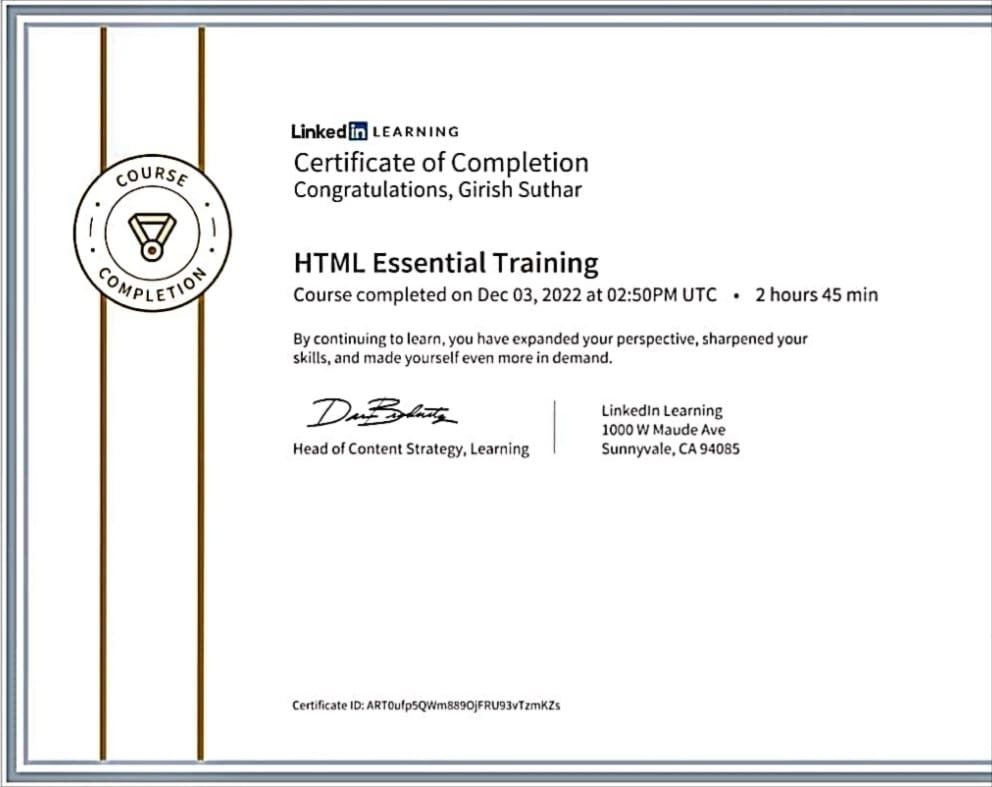 COURSE
COMPLETION
Linked in LEARNING
Certificate of Completion
Congratulations, Girish Suthar
HTML Essential Training
Course completed on Dec 03, 2022 at 02:50PM UTC • 2 hours 45 min
By continuing to learn, you have expanded your perspective, sharpened your
skills, and made yourself even more in demand.
Head of Content Strategy, Learning
LinkedIn Learning
1000 W Maude Ave
Sunnyvale, CA 94085
Certificate ID: ART0ufp5QWm889OjFRU93vTzmKZs